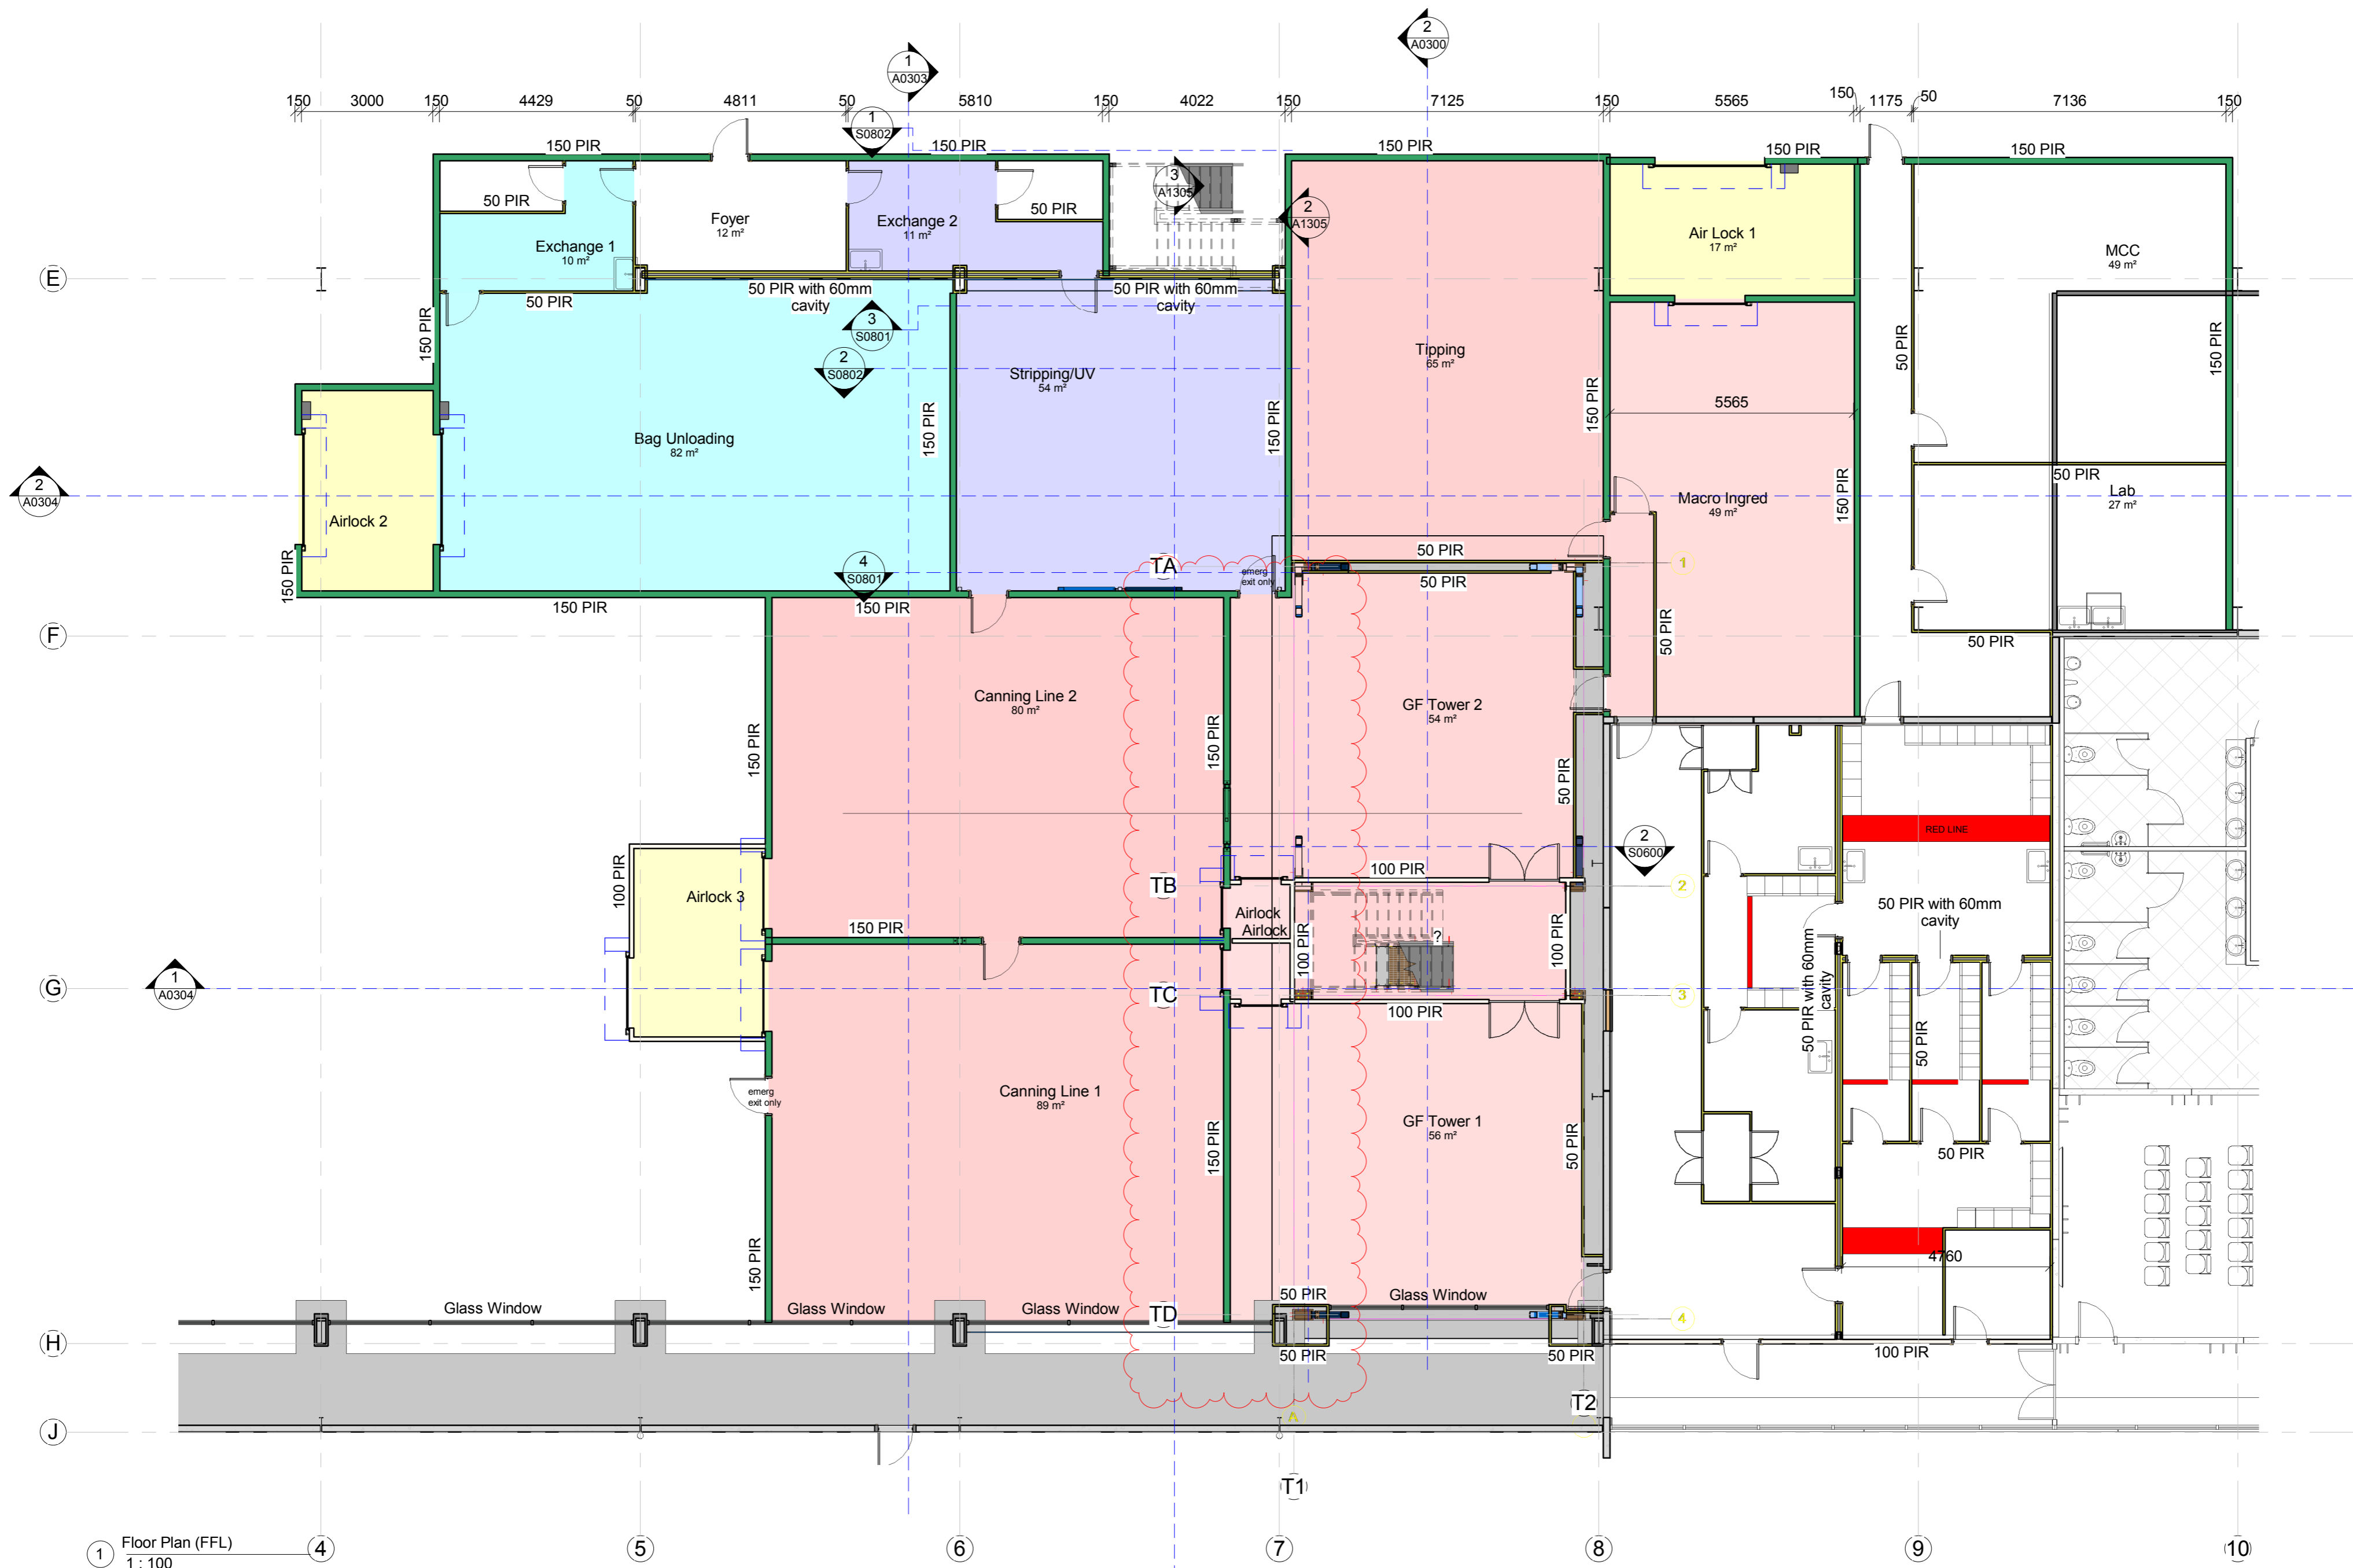 2
A0300
1
A0303
150 3000 150 4429 50 4811 50 5810 150 4022 150 7125 150 5565 150 1175 50 7136 150
1
S0802
150 PIR
150 PIR
150 PIR
150 PIR
150 PIR
3
A1305
2
A1305
50 PIR
Foyer
12 m²
Exchange 2
11 m²
50 PIR
Exchange 1
10 m²
Air Lock 1
17 m²
MCC
49 m²
E
50 PIR
50 PIR with 60mm
cavity
50 PIR with 60mm
cavity
150 PIR
3
S0801
2
S0802
Stripping/UV
54 m²
Tipping
65 m²
50 PIR
150 PIR
5565
150 PIR
150 PIR
150 PIR
Bag Unloading
82 m²
2
A0304
Airlock 2
Macro Ingred
49 m²
150 PIR
50 PIR
Lab
27 m²
150 PIR
4
S0801
TA
emerg
exit only
50 PIR
50 PIR
1
150 PIR
150 PIR
F
50 PIR
50 PIR
Canning Line 2
80 m²
GF Tower 2
54 m²
150 PIR
150 PIR
50 PIR
2
S0600
RED LINE
100 PIR
Airlock 3
TB
100 PIR
2
Airlock
Airlock
150 PIR
100 PIR
?
100 PIR
50 PIR with 60mm
cavity
50 PIR with 60mm
cavity
G
1
A0304
TC
3
100 PIR
50 PIR
emerg
exit only
Canning Line 1
89 m²
GF Tower 1
56 m²
150 PIR
50 PIR
50 PIR
150 PIR
4760
Glass Window
Glass Window
Glass Window
TD
50 PIR
Glass Window
4
H
50 PIR
50 PIR
100 PIR
T2
A
J
T1
1
Floor Plan (FFL)
1 : 100
4
5
6
7
8
9
10